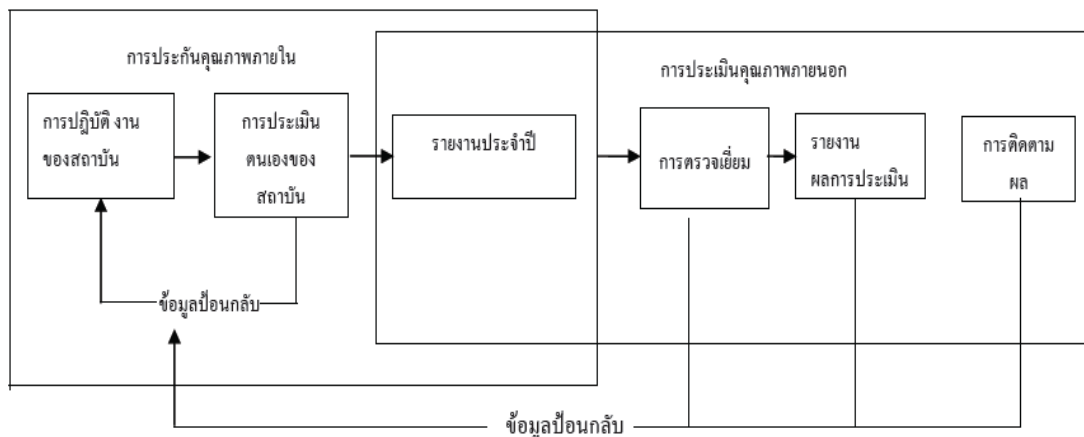 การประกันคุณภาพภายใน
การประเมินคุณภาพภายนอก
การปฎิบัติ งาน
ของสถาบัน
การประเมิน
ตนเองของ
สถาบัน
รายงานประจำปี
การตรวจเยี่ยม
รายงาน
ผลการประเมิน
การติดตาม
ผล
ข้อมูลป้อนกลับ
ข้อมูลป้อนกลับ